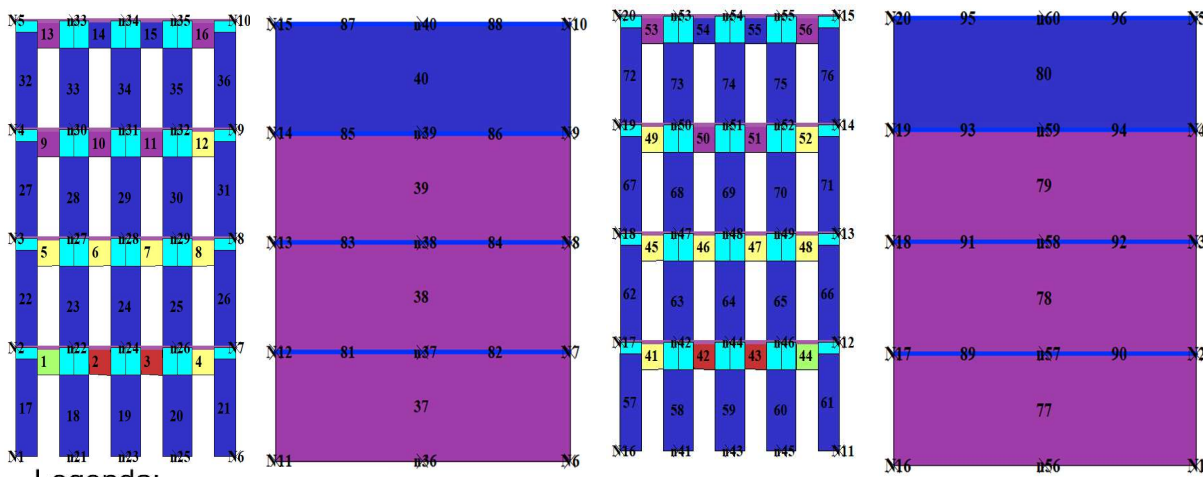 N5 n33 n34 n35 N10
13 14 15 16
32 33 34 35 36
N4 n30 n31 n32 N9
9 10 11 12
27 28 29 30 31
N3 n27 n28 n29 N8
5 6 7 8
22 23 24 25 26
N2 n22 n24 n26 N7
1 2 3 4
17 18 19 20 21
N1 n21 n23 n25 N6
Legenda:
N15 87 n40 88 N10
40
N14 85 n39 86 N9
39
N13 83 n38 84 N8
38
N12 81 n37 82 N7
37
N11 n36 N6
N20 n53 n54 n55 N15
53 54 55 56
72 73 74 75 76
N19 n50 n51 n52 N14
49 50 51 52
67 68 69 70 71
N18 n47 n48 n49 N13
45 46 47 48
62 63 64 65 66
N17 n42 n44 n46 N12
41 42 43 44
57 58 59 60 61
N16 n41 n43 n45 N11
N20 95 n60 96 N5
80
N19 93 n59 94 N4
79
N18 91 n58 92 N3
78
N17 89 n57 90 N2
77
N16 n56 N1